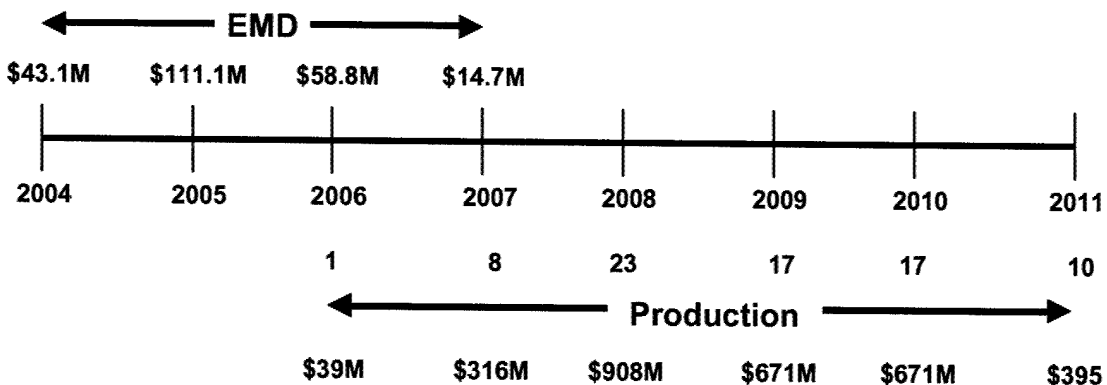 EMD
$43.1M $111.1M $58.8M $14.7M
2004 2005 2006 2007 2008 2009 2010 2011
1 8 23 17 17 10
Production
$39M $316M $908M $671M $671M $395